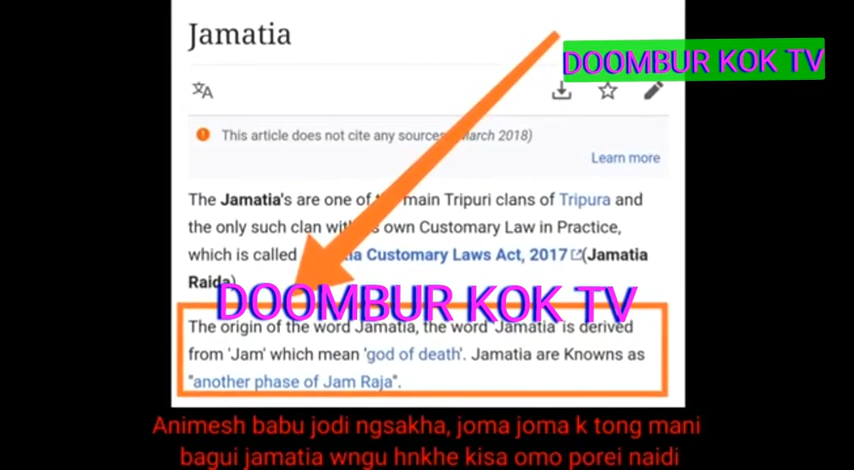 Jamatia
DOOMBUR KOK TV
This article does not cite any sources March 2018)
Learn more
The Jamatia's are one of main Tripuri clans of Tripura and
the only such clan own Customary Law in Practice,
which is called Customary Laws Act, 2017 (Jamatia
Raida)
DOOMBUR KOK TV
The origin of the word Jamatia, the word 'Jamatia' is derived
from 'Jam' which mean 'god of death'. Jamatia are Knowns as
"another phase of Jam Raja".
Animesh babu jodi ngsakha, joma joma k tong mani
bagui jamatia wngu hnkhe kisa omo porei naidi